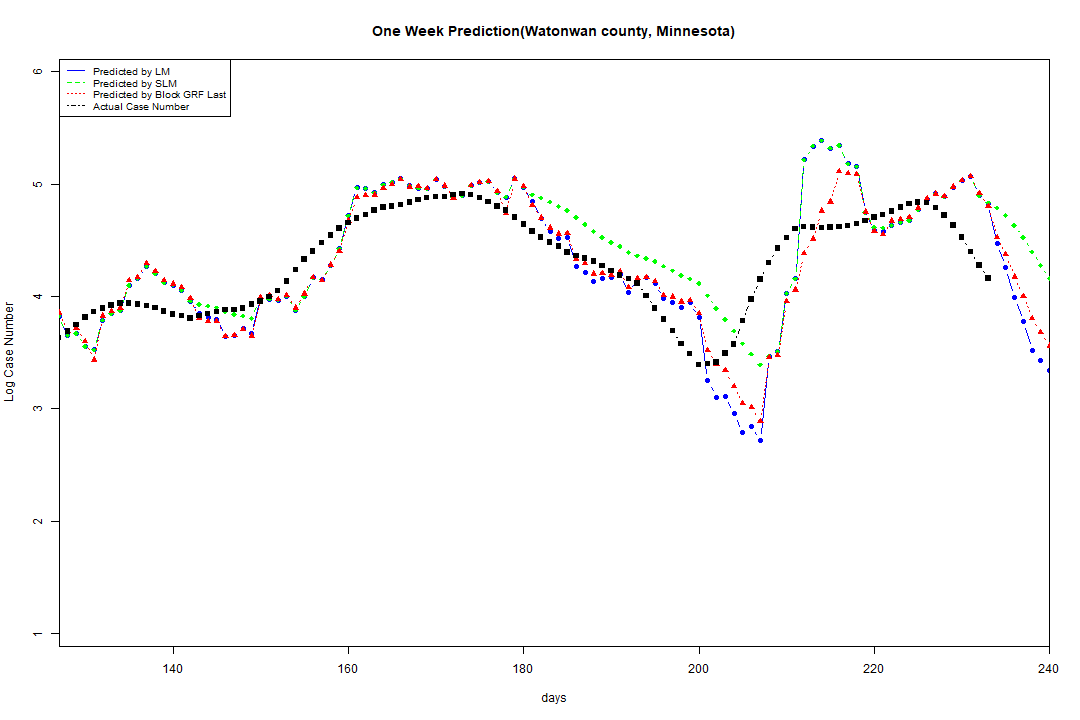 One Week Prediction(Watonwan county, Minnesota)
Predicted by LM
Predicted by SLM
Predicted by Block GRF Last
Actual Case Number
6
5
4
3
2
1
Log Case Number
140 160 180 200 220 240
days